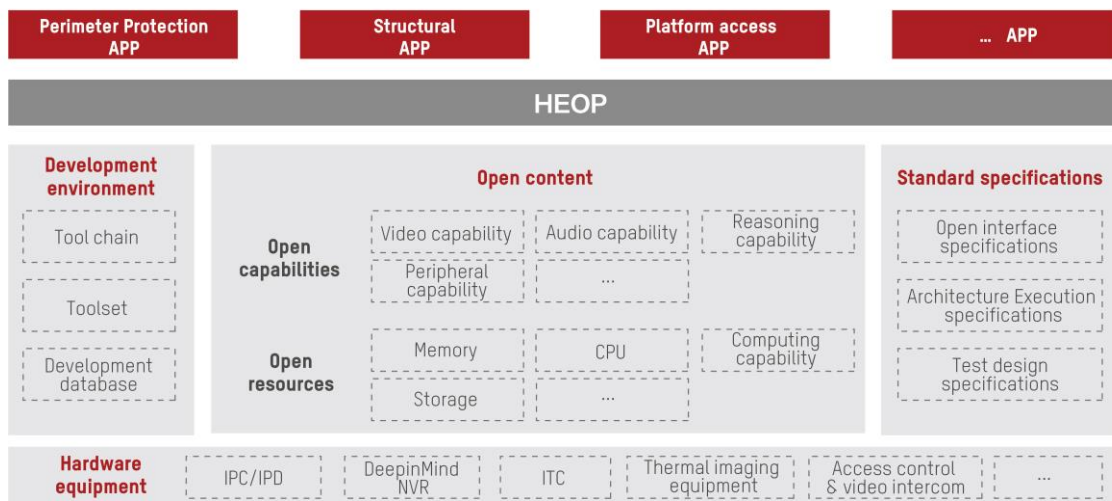 Perimeter Protection
APP
Structural
APP
Platform access
APP
... APP
HEOP
Development
environment
Tool chain
Toolset
Development
database
Open content
Open
capabilities
Video capability
Audio capability
Reasoning
capability
Peripheral
capability
...
Open
resources
Memory
CPU
Computing
capability
Storage
...
Standard specifications
Open interface
specifications
Architecture Execution
specifications
Test design
specifications
Hardware
equipment
IPC/IPD
DeepinMind
NVR
ITC
Thermal imaging
equipment
Access control
& video intercom
...